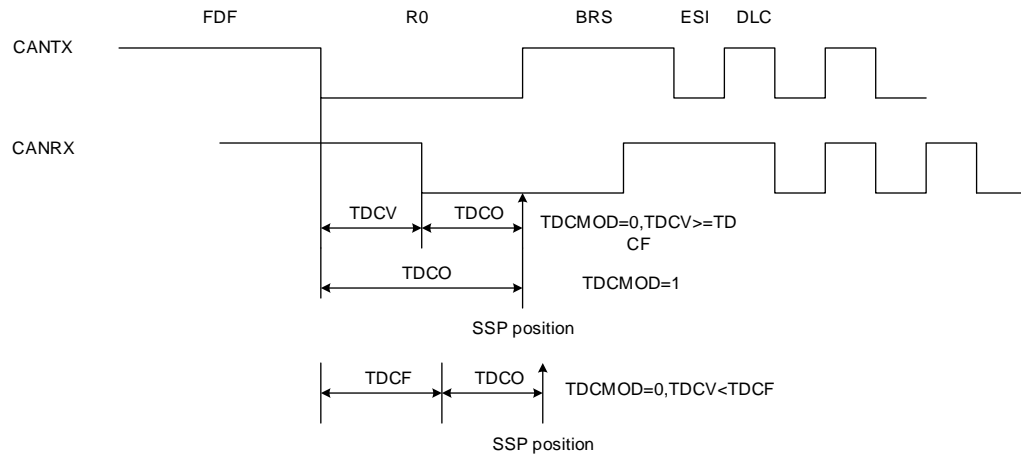 FDF R0 BRS ESI DLC
CANTX
CANRX
TDCV TDCO TDCMOD=0,TDCV>=TD
CF
TDCO TDCMOD=1
SSP position
TDCF TDCO TDCMOD=0,TDCV<TDCF
SSP position